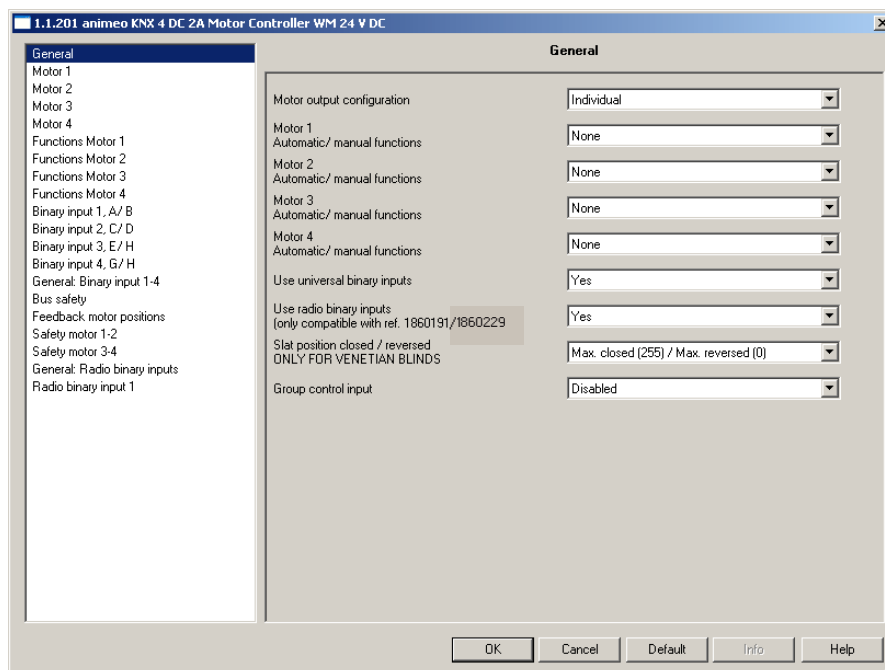 1.1.201 animeo KNX 4 DC 2A Motor Controller WM 24 V DC
General
Motor 1
Motor 2
Motor 3
Motor 4
Functions Motor 1
Functions Motor 2
Functions Motor 3
Functions Motor 4
Binary input 1, A/ B
Binary input 2, C/ D
Binary input 3, E/ H
Binary input 4, G/ H
General: Binary input 1-4
Bus safety
Feedback motor positions
Safety motor 1-2
Safety motor 3-4
General: Radio binary inputs
Radio binary input 1
General
Motor output configuration
Individual
Motor 1
Automatic/ manual functions
None
Motor 2
Automatic/ manual functions
None
Motor 3
Automatic/ manual functions
None
Motor 4
Automatic/ manual functions
None
Use universal binary inputs
Yes
Use radio binary inputs
(only compatible with ref. 1860191/1860229
Yes
Slat position closed / reversed
ONLY FOR VENETIAN BLINDS
Max. closed (255) / Max. reversed (0)
Group control input
Disabled
OK
Cancel
Default
Info
Help